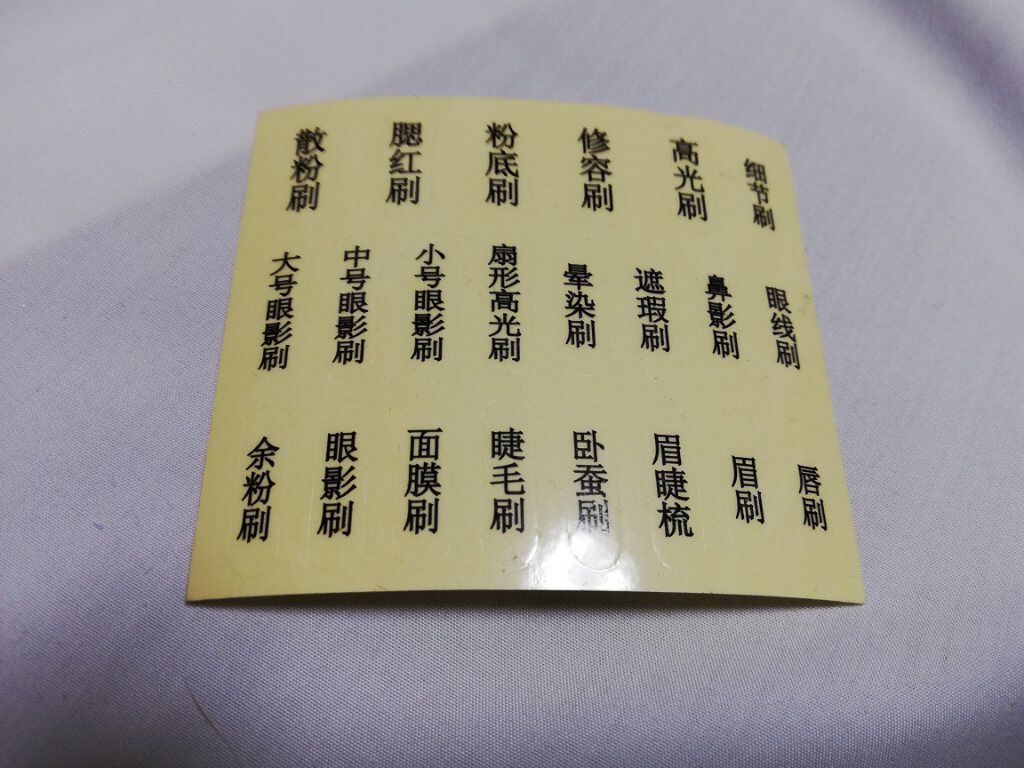 散粉刷
腮红刷
粉底刷
修容刷
高光刷
细节刷
大号眼影刷
中号眼影刷
小号眼影刷
扇形高光刷
晕染刷
遮瑕刷
鼻影刷
眼线刷
余粉刷
眼影刷
面膜刷
睫毛刷
卧蚕刷
眉睫梳
眉刷
唇刷